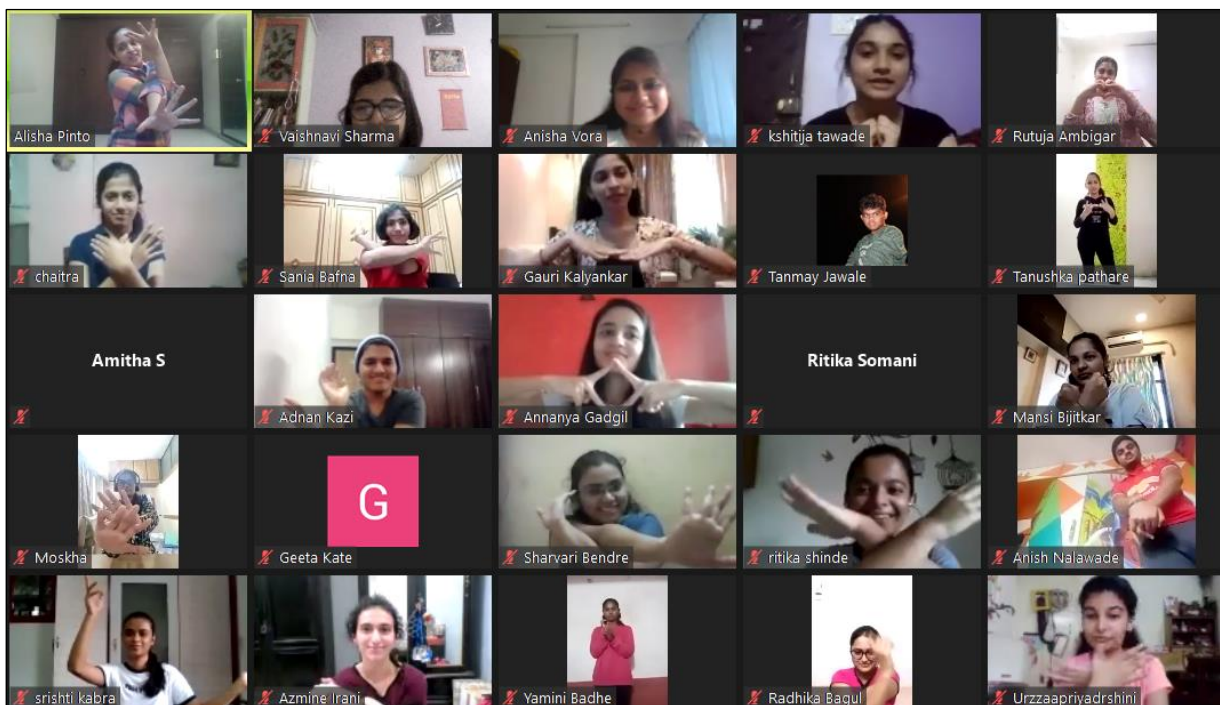 Alisha Pinto
Vaishnavi Sharma
Anisha Vora
kshitija tawade
Rutuja Ambigar
chaitra
Sania Bafna
Gauri Kalyankar
Tanmay Jawale
Tanushka pathare
Amitha S
Adnan Kazi
Annanya Gadgil
Ritika Somani
Mansi Bijitkar
Moskha
G
Geeta Kate
Sharvari Bendre
ritika shinde
Anish Nalawade
srishti kabra
Azmine Irani
Yamini Badhe
Radhika Bagul
Urzzaapriyadrshini